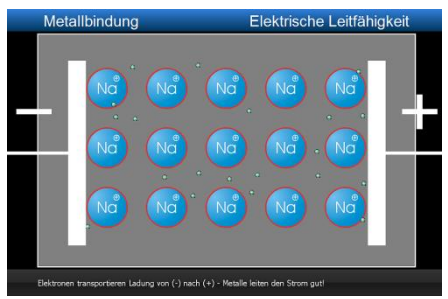 Metallbindung Elektrische Leitfähigkeit
Na⊕ Na⊕ Na⊕ Na⊕ Na⊕
− +
Na⊕ Na⊕ Na⊕ Na⊕ Na⊕
Na⊕ Na⊕ Na⊕ Na⊕ Na⊕
Elektronen transportieren Ladung von (-) nach (+) - Metalle leiten den Strom gut!